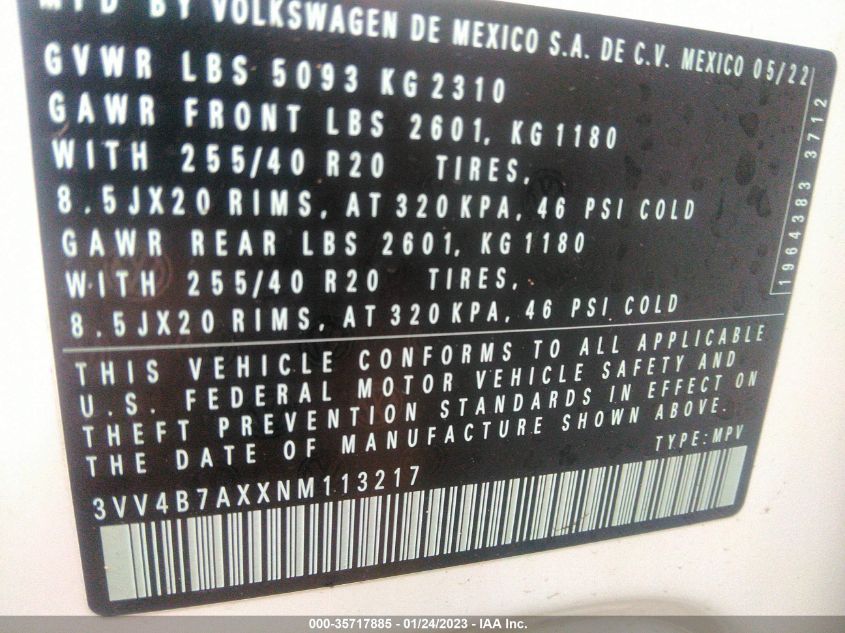 MFD BY VOLKSWAGEN DE MEXICO S.A. DE C.V. MEXICO 05/22
GVWR LBS 5093 KG 2310
GAWR FRONT LBS 2601, KG 1180
WITH 255/40 R20 TIRES,
8.5JX20 RIMS, AT 320 KPA, 46 PSI COLD
GAWR REAR LBS 2601, KG 1180
WITH 255/40 R20 TIRES,
8.5JX20 RIMS, AT 320 KPA, 46 PSI COLD
1964383 3712
THIS VEHICLE CONFORMS TO ALL APPLICABLE
U.S. FEDERAL MOTOR VEHICLE SAFETY AND
THEFT PREVENTION STANDARDS IN EFFECT ON
THE DATE OF MANUFACTURE SHOWN ABOVE.
TYPE: MPV
3VV4B7AXXNM113217
000-35717885 - 01/24/2023 - IAA Inc.